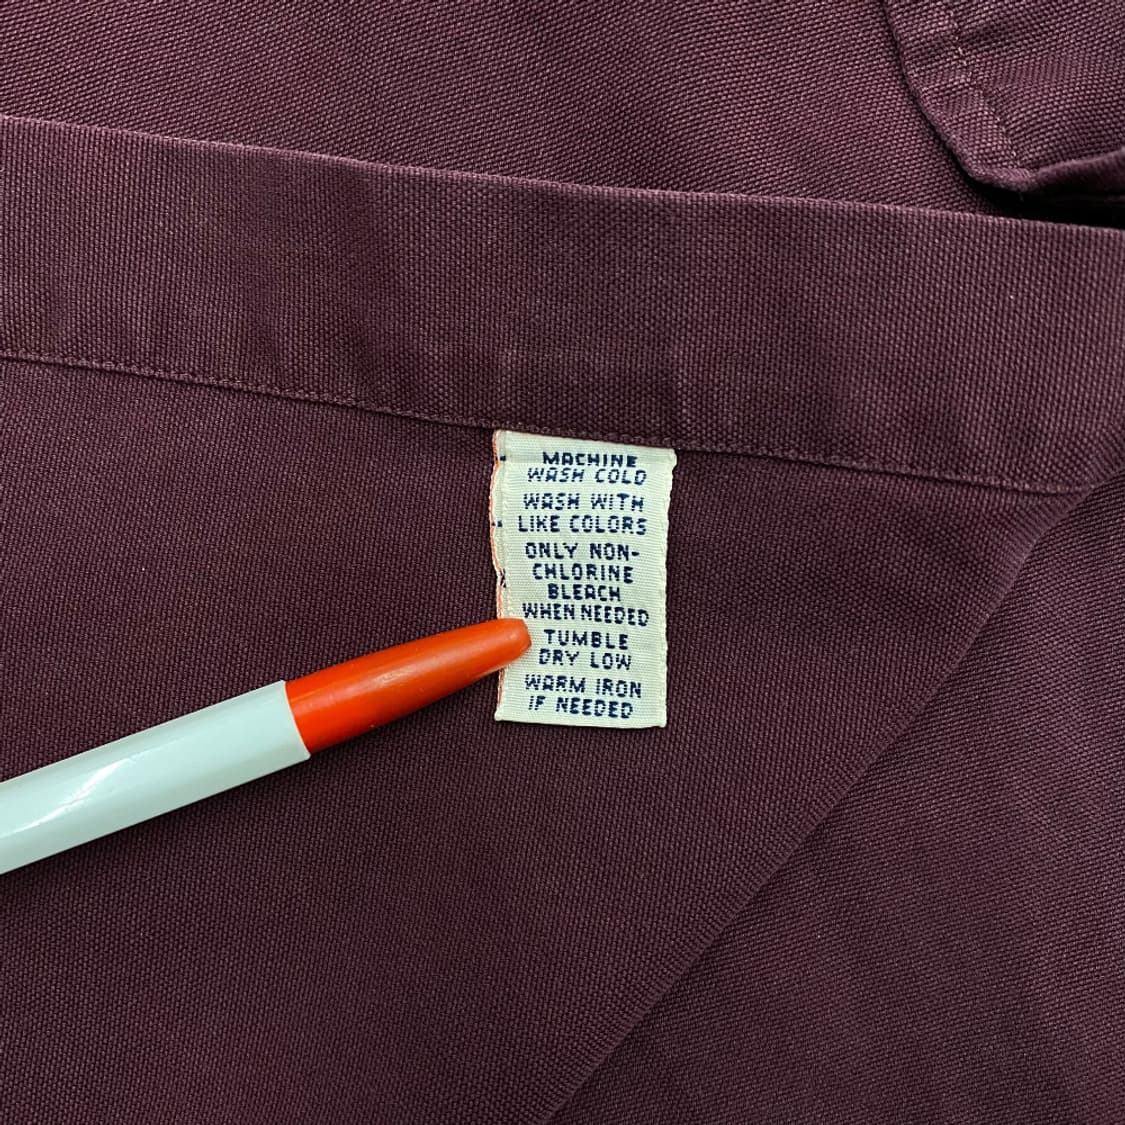 MACHINE
WASH COLD
WASH WITH
LIKE COLORS
ONLY NON-
CHLORINE
BLEACH
WHEN NEEDED
TUMBLE
DRY LOW
WARM IRON
IF NEEDED